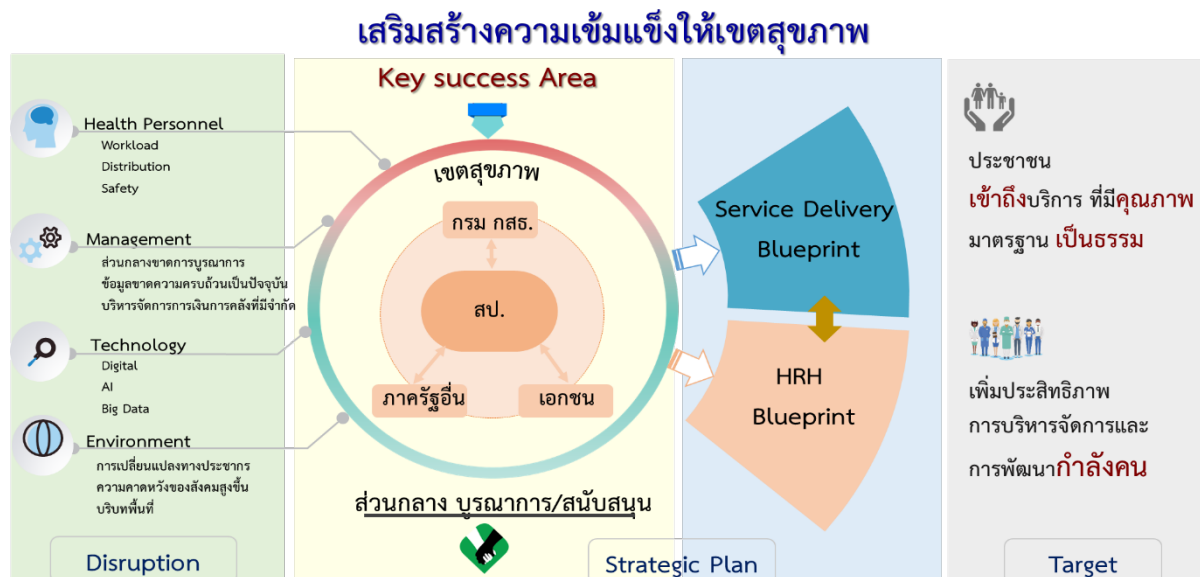 เสริมสร้างความเข้มแข็งให้เขตสุขภาพ
Health Personnel
Workload
Distribution
Safety
Management
ส่วนกลางขาดการบูรณาการ
ข้อมูลขาดความครบถ้วนเป็นปัจจุบัน
บริหารจัดการการเงินการคลังที่มีจำกัด
Technology
Digital
AI
Big Data
Environment
การเปลี่ยนแปลงทางประชากร
ความคาดหวังของสังคมสูงขึ้น
บริบทพื้นที่
Disruption
Key success Area
เขตสุขภาพ
กรม กสธ.
สป.
ภาครัฐอื่น
เอกชน
ส่วนกลาง บูรณาการ/สนับสนุน
Service Delivery
Blueprint
HRH
Blueprint
Strategic Plan
ประชาชน
เข้าถึงบริการ ที่มีคุณภาพ
มาตรฐาน เป็นธรรม
เพิ่มประสิทธิภาพ
การบริหารจัดการและ
การพัฒนากำลังคน
Target